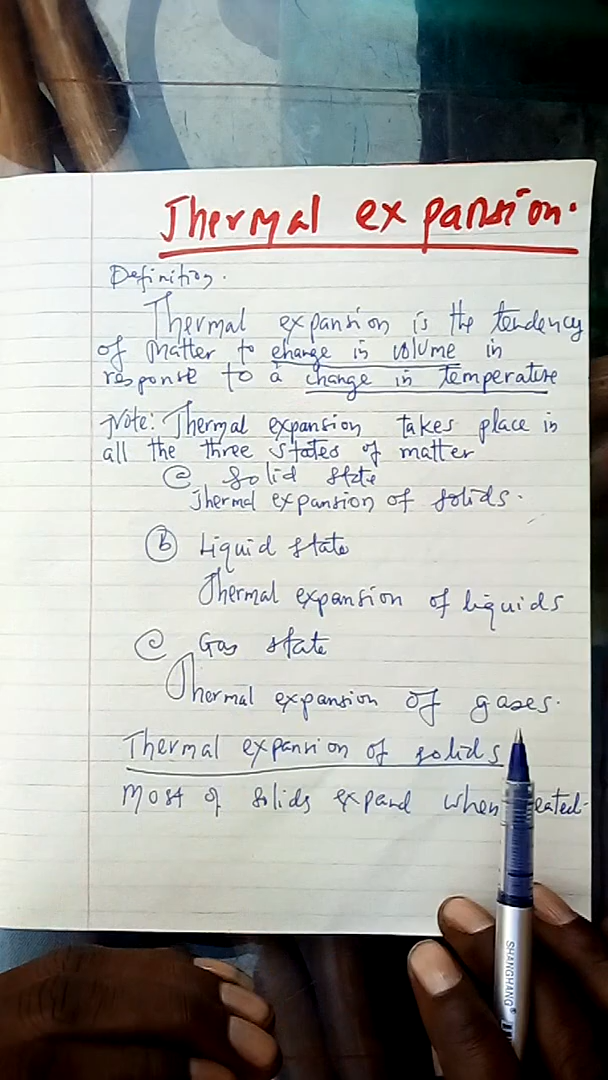 Thermal expansion.
Definition.
Thermal expansion is the tendency
of matter to change in volume in
response to a change in temperature
Note: Thermal expansion takes place in
all the three states of matter
@ Solid state
Thermal expansion of solids.
(b) Liquid state
Thermal expansion of liquids
(c) Gas state
Thermal expansion of gases.
Thermal expansion of solids
Most of solids expand when eated.
SHANGHANG®